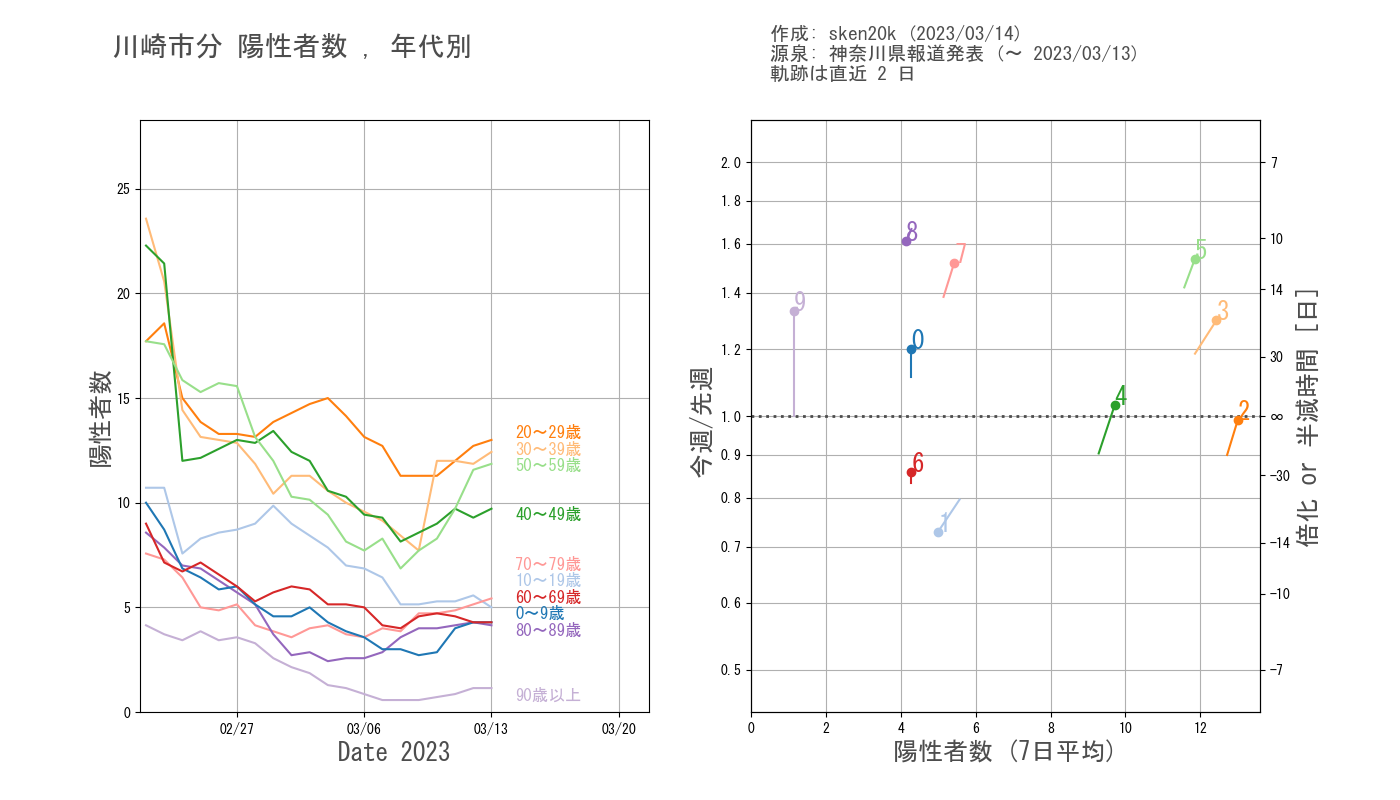 川崎市分 陽性者数 , 年代別
作成: sken20k (2023/03/14)
源泉: 神奈川県報道発表 (〜 2023/03/13)
軌跡は直近 2 日
陽性者数
25
20
15
10
5
0
02/27
03/06
03/13
03/20
Date 2023
20〜29歳
30〜39歳
50〜59歳
40〜49歳
70〜79歳
10〜19歳
60〜69歳
0〜9歳
80〜89歳
90歳以上
今週/先週
2.0
1.8
1.6
1.4
1.2
1.0
0.9
0.8
0.7
0.6
0.5
0
2
4
6
8
10
12
陽性者数 (7日平均)
8
7
5
9
3
0
4
2
6
1
7
10
14
30
∞
−30
−14
−10
−7
倍化 or 半減時間 [日]